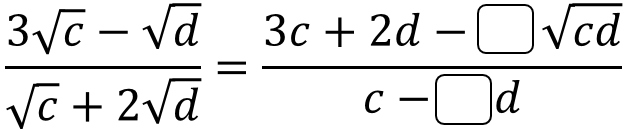 (3√c − √d)/(√c + 2√d) = (3c + 2d − □√cd)/(c − □d)